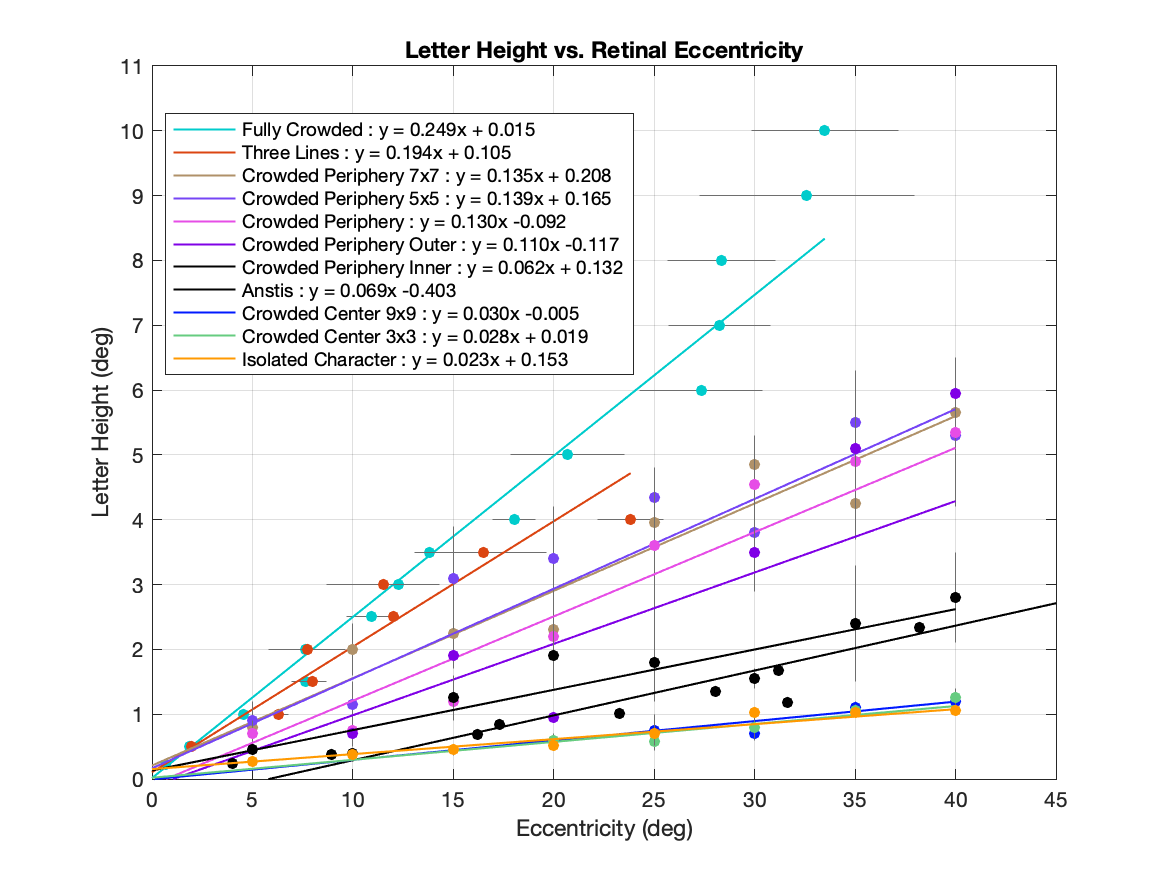 Letter Height vs. Retinal Eccentricity
11
10
9
8
7
6
5
4
3
2
1
0
Letter Height (deg)
Fully Crowded : y = 0.249x + 0.015
Three Lines : y = 0.194x + 0.105
Crowded Periphery 7x7 : y = 0.135x + 0.208
Crowded Periphery 5x5 : y = 0.139x + 0.165
Crowded Periphery : y = 0.130x -0.092
Crowded Periphery Outer : y = 0.110x -0.117
Crowded Periphery Inner : y = 0.062x + 0.132
Anstis : y = 0.069x -0.403
Crowded Center 9x9 : y = 0.030x -0.005
Crowded Center 3x3 : y = 0.028x + 0.019
Isolated Character : y = 0.023x + 0.153
0 5 10 15 20 25 30 35 40 45
Eccentricity (deg)